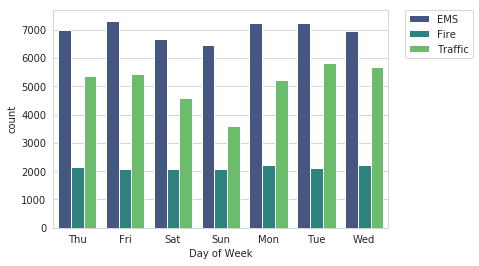 7000
6000
5000
4000
3000
2000
1000
0
count
Thu Fri Sat Sun Mon Tue Wed
Day of Week
EMS
Fire
Traffic